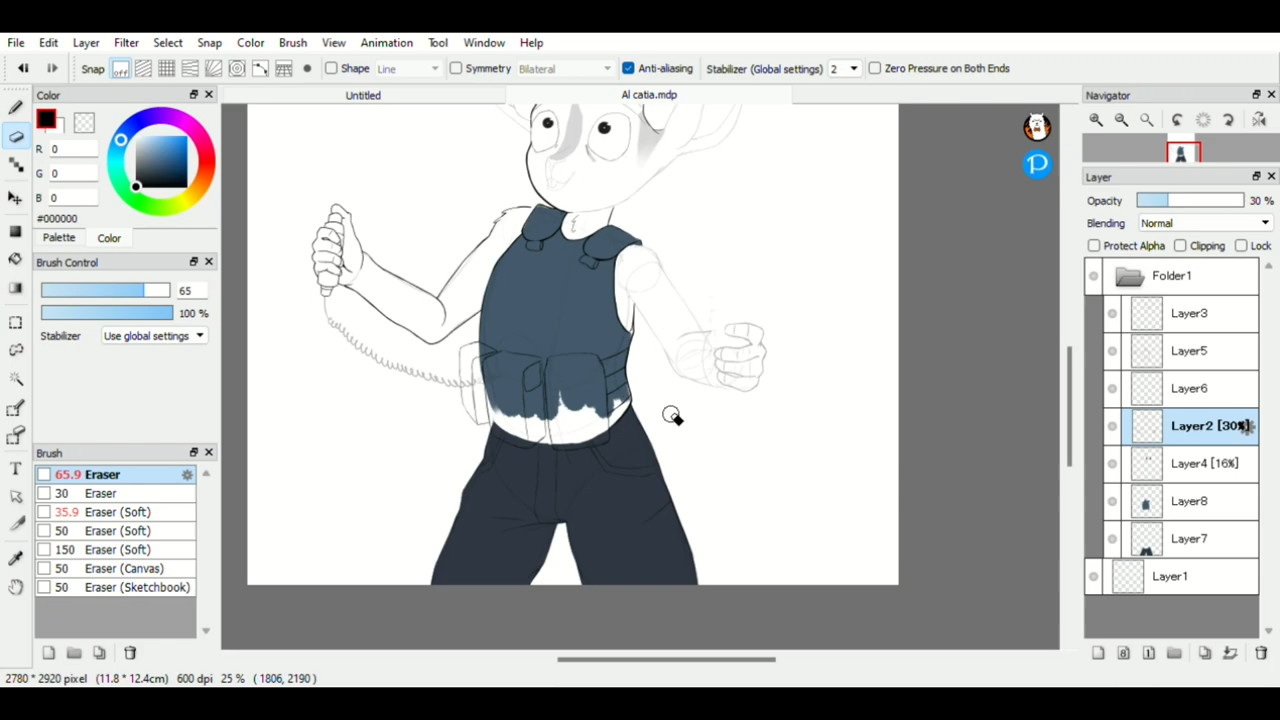 File Edit Layer Filter Select Snap Color Brush View Animation Tool Window Help
Snap off Shape Line Symmetry Bilateral Anti-aliasing Stabilizer (Global settings) 2 Zero Pressure on Both Ends
Color
Untitled
Al catia.mdp
Navigator
R 0
G 0
B 0
#000000
Palette Color
Brush Control
65
100 %
Stabilizer Use global settings
Brush
65.9 Eraser
30 Eraser
35.9 Eraser (Soft)
50 Eraser (Soft)
150 Eraser (Soft)
50 Eraser (Canvas)
50 Eraser (Sketchbook)
P
Layer
Opacity 30 %
Blending Normal
Protect Alpha Clipping Lock
Folder1
Layer3
Layer5
Layer6
Layer2 [30%]
Layer4 [16%]
Layer8
Layer7
Layer1
8 1
2780 * 2920 pixel (11.8 * 12.4cm) 600 dpi 25 % ( 1806, 2190 )